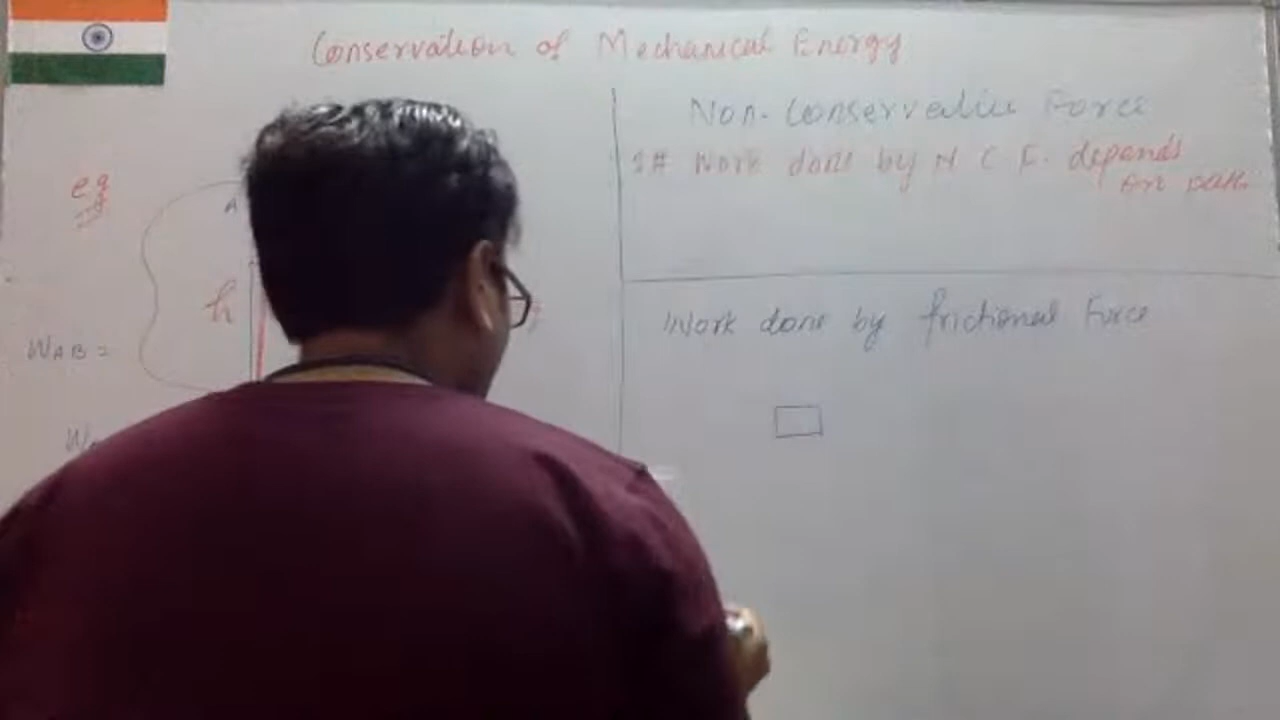 Conservation of Mechanical Energy
eg
A
h
WAB =
Non-Conservative Force
1# Work done by N C F. depends
on path
Work done by frictional Force